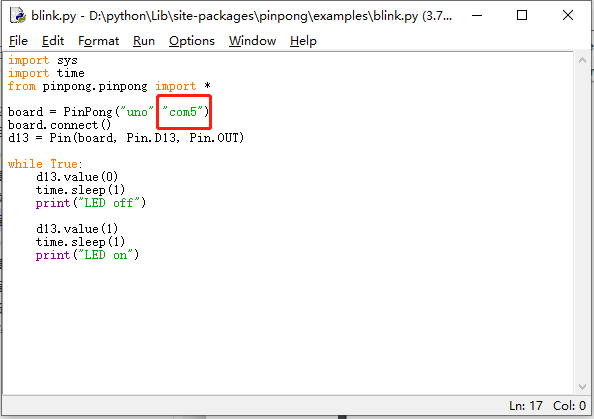 blink.py - D:\python\Lib\site-packages\pinpong\examples\blink.py (3.7...
File Edit Format Run Options Window Help
import sys
import time
from pinpong.pinpong import *
board = PinPong("uno" "com5")
board.connect()
d13 = Pin(board, Pin.D13, Pin.OUT)
while True:
    d13.value(0)
    time.sleep(1)
    print("LED off")
    d13.value(1)
    time.sleep(1)
    print("LED on")
Ln: 17 Col: 0